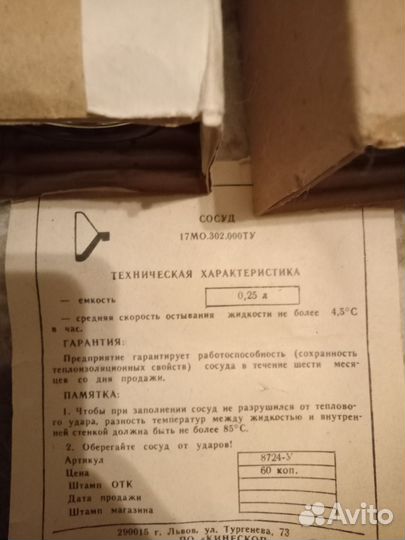 СОСУД
17МО.302.000ТУ
ТЕХНИЧЕСКАЯ ХАРАКТЕРИСТИКА
— емкость 0,25 л
— средняя скорость остывания жидкости не более 4,5°С
в час.
ГАРАНТИЯ:
Предприятие гарантирует работоспособность (сохранность
теплоизоляционных свойств) сосуда в течение шести меся-
цев со дня продажи.
ПАМЯТКА:
1. Чтобы при заполнении сосуд не разрушился от теплово-
го удара, разность температур между жидкостью и внутрен-
ней стенкой должна быть не более 85°С.
2. Оберегайте сосуд от ударов!
Артикул 8724-У
Цена 60 коп.
Штамп ОТК
Дата продажи
Штамп магазина
290015 г. Львов, ул. Тургенева, 73
ПО «КИНЕСКОП»
Avito